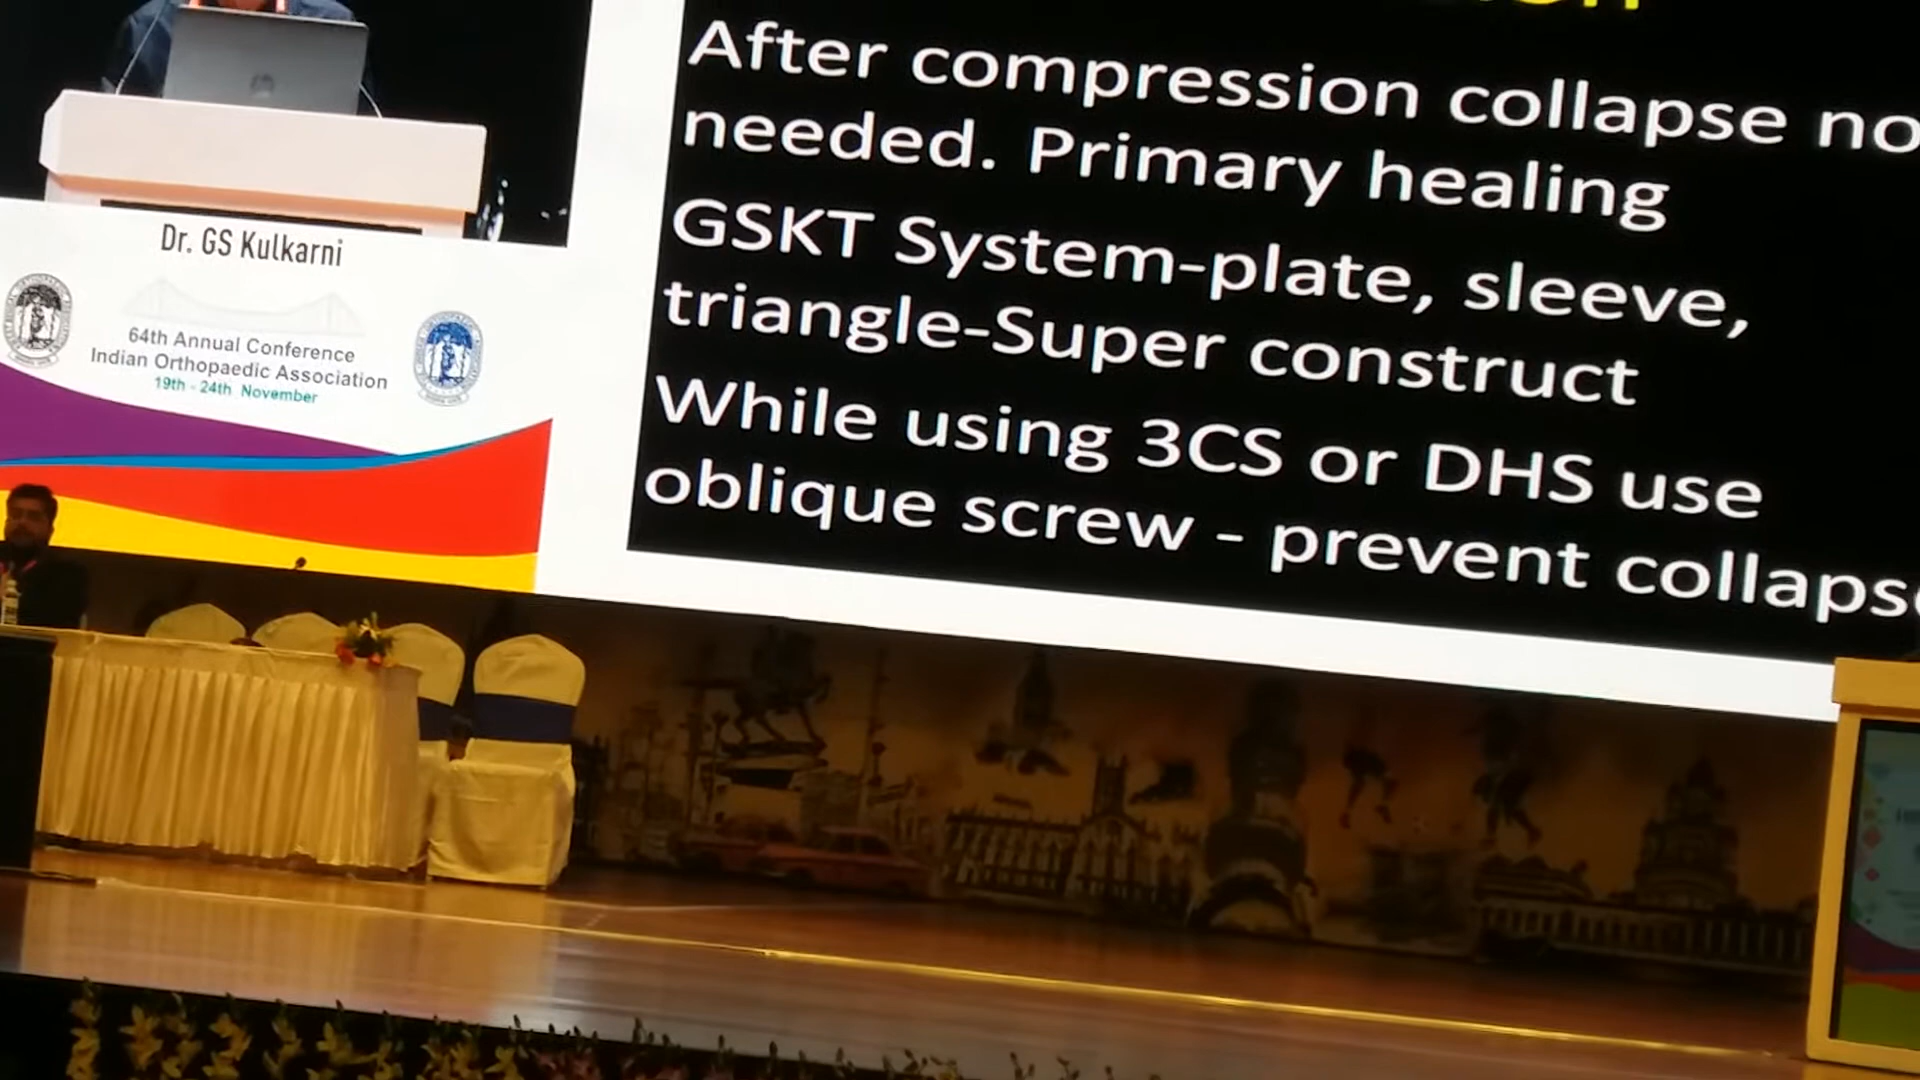 After compression collapse no
needed. Primary healing
GSKT System-plate, sleeve,
triangle-Super construct
While using 3CS or DHS use
oblique screw - prevent collapse
Dr. GS Kulkarni
64th Annual Conference
Indian Orthopaedic Association
19th - 24th November